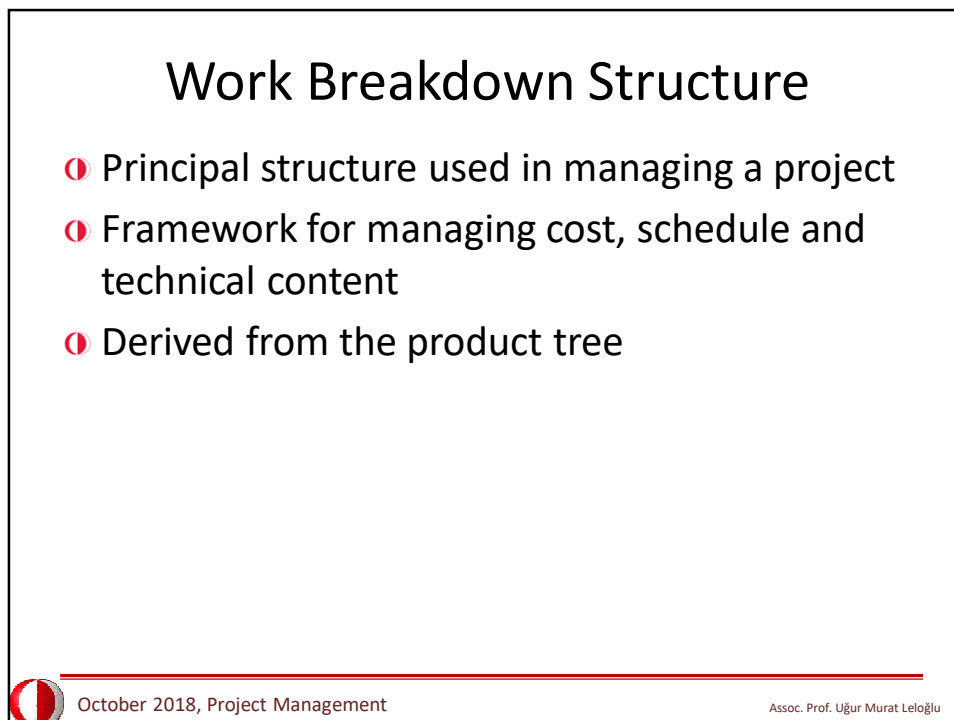 Work Breakdown Structure
Principal structure used in managing a project
Framework for managing cost, schedule and
technical content
Derived from the product tree
October 2018, Project Management
Assoc. Prof. Uğur Murat Leloğlu